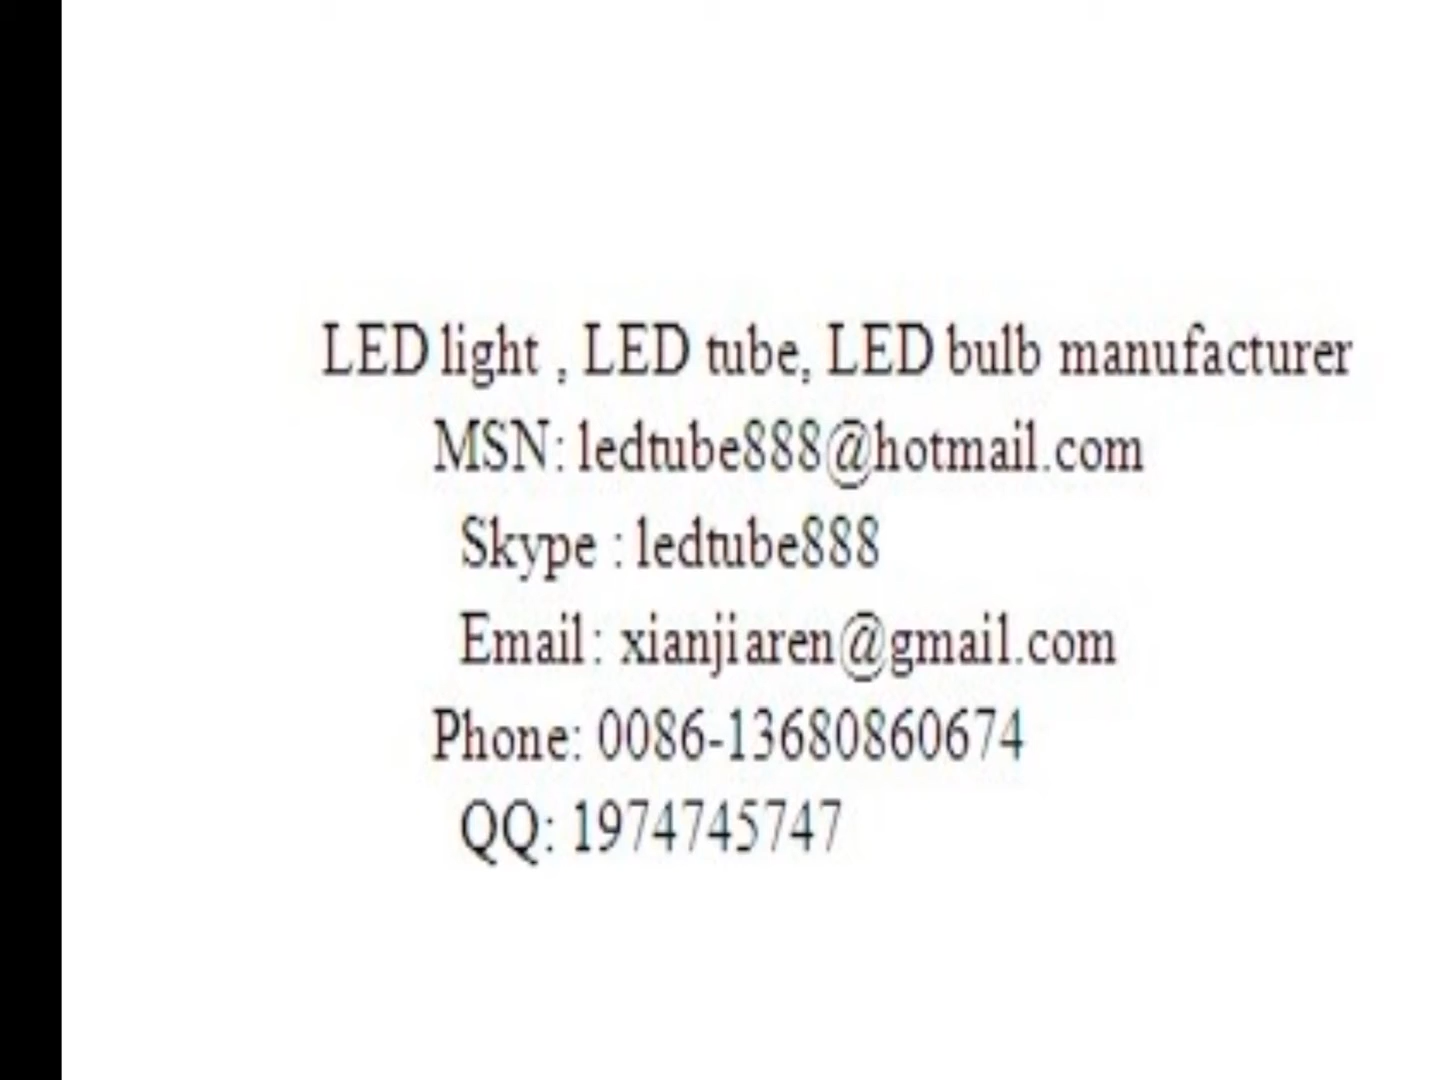 LED light , LED tube, LED bulb manufacturer
MSN: ledtube888@hotmail.com
Skype : ledtube888
Email: xianjiaren@gmail.com
Phone: 0086-13680860674
QQ: 1974745747